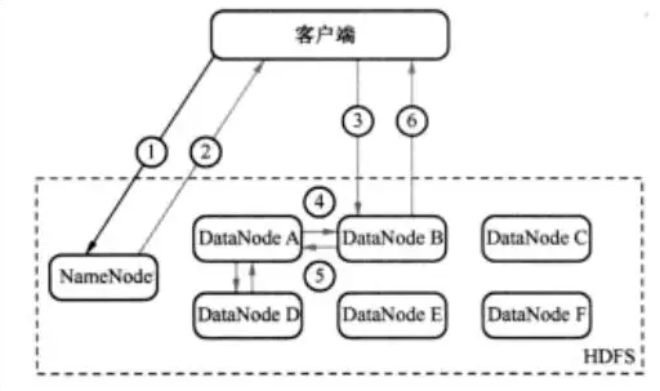 客户端
① ② ③ ⑥
④
DataNode A DataNode B DataNode C
NameNode
⑤
DataNode D DataNode E DataNode F
HDFS